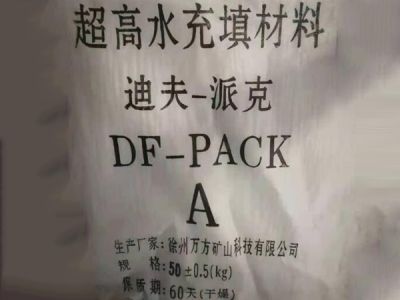 超高水充填材料
迪夫-派克
DF-PACK
A
生产厂家:徐州万方矿山科技有限公司
规 格:50±0.5(kg)
保质期:60天(干燥)